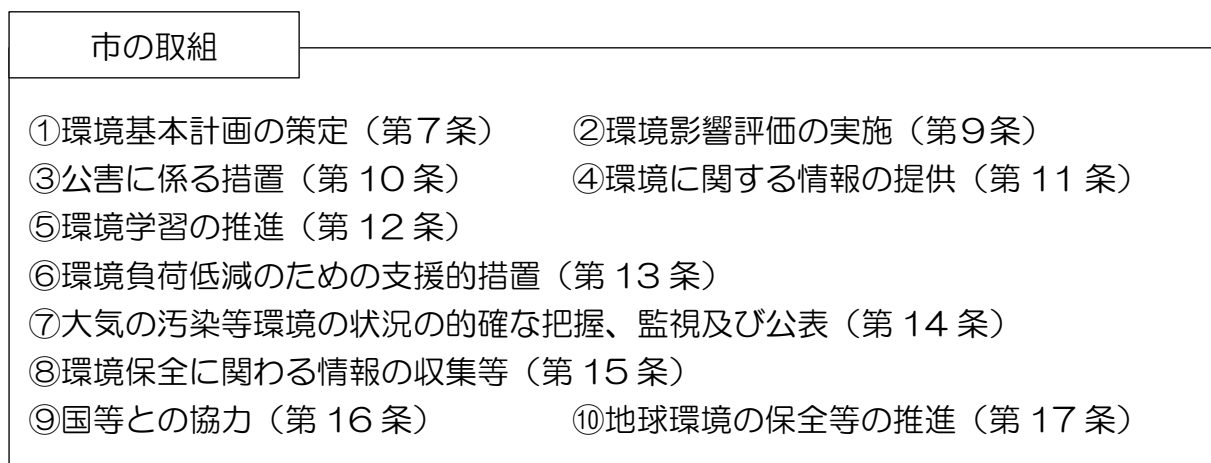 市の取組
①環境基本計画の策定（第７条） ②環境影響評価の実施（第９条）
③公害に係る措置（第 10 条） ④環境に関する情報の提供（第 11 条）
⑤環境学習の推進（第 12 条）
⑥環境負荷低減のための支援的措置（第 13 条）
⑦大気の汚染等環境の状況の的確な把握、監視及び公表（第 14 条）
⑧環境保全に関わる情報の収集等（第 15 条）
⑨国等との協力（第 16 条） ⑩地球環境の保全等の推進（第 17 条）